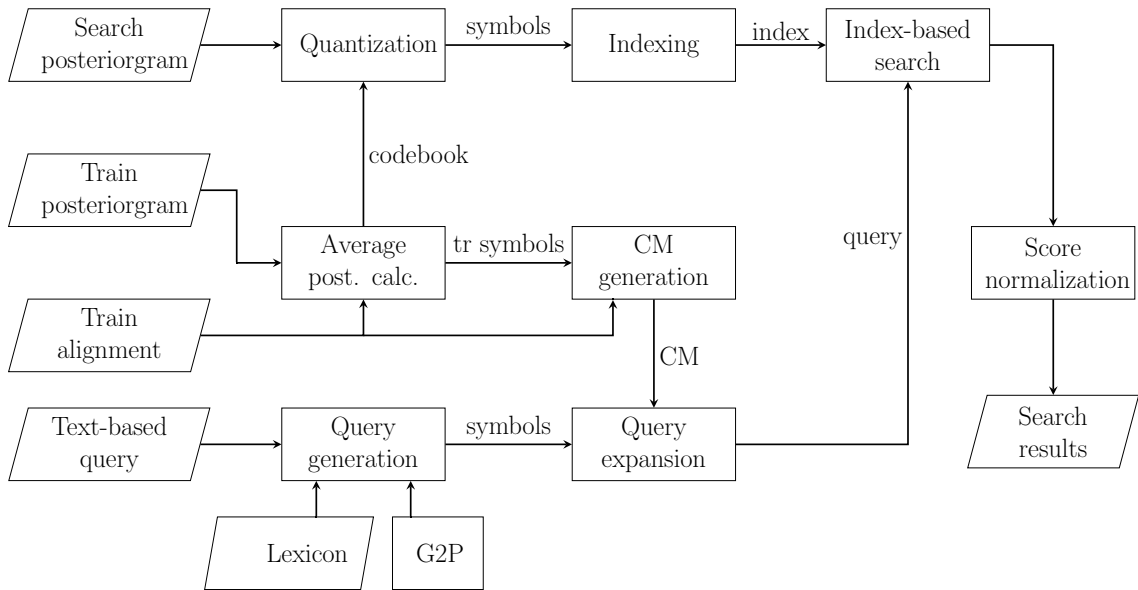 Search
posteriorgram
Quantization
symbols
Indexing
index
Index-based
search
Train
posteriorgram
codebook
Average
post. calc.
tr symbols
CM
generation
query
Score
normalization
Train
alignment
CM
Text-based
query
Query
generation
symbols
Query
expansion
Search
results
Lexicon
G2P